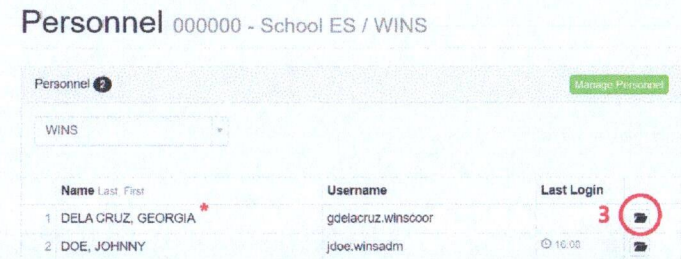 Personnel 000000 - School ES / WINS
Personnel 2
Manage Personnel
WINS
Name Last, First Username Last Login
1 DELA CRUZ, GEORGIA * gdelacruz.winscoor 3
2 DOE, JOHNNY jdoe.winsadm 16:08